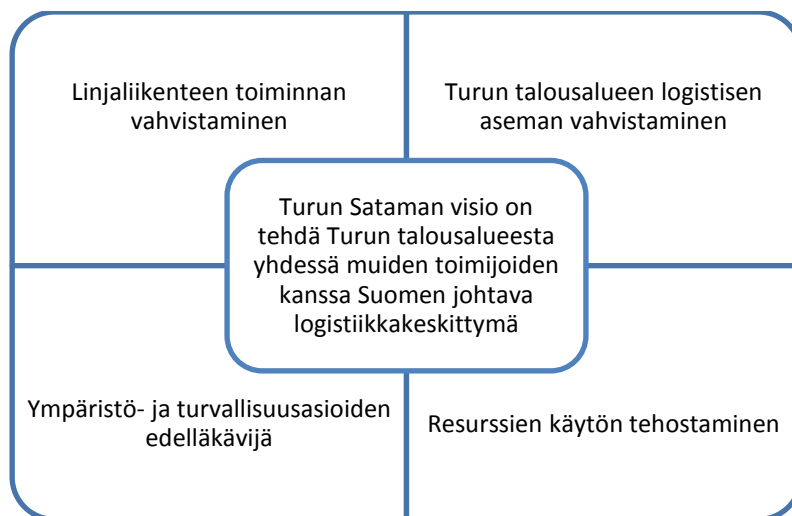 Linjaliikenteen toiminnan
vahvistaminen
Turun talousalueen logistisen
aseman vahvistaminen
Turun Sataman visio on
tehdä Turun talousalueesta
yhdessä muiden toimijoiden
kanssa Suomen johtava
logistiikkakeskittymä
Ympäristö- ja turvallisuusasioiden
edelläkävijä
Resurssien käytön tehostaminen